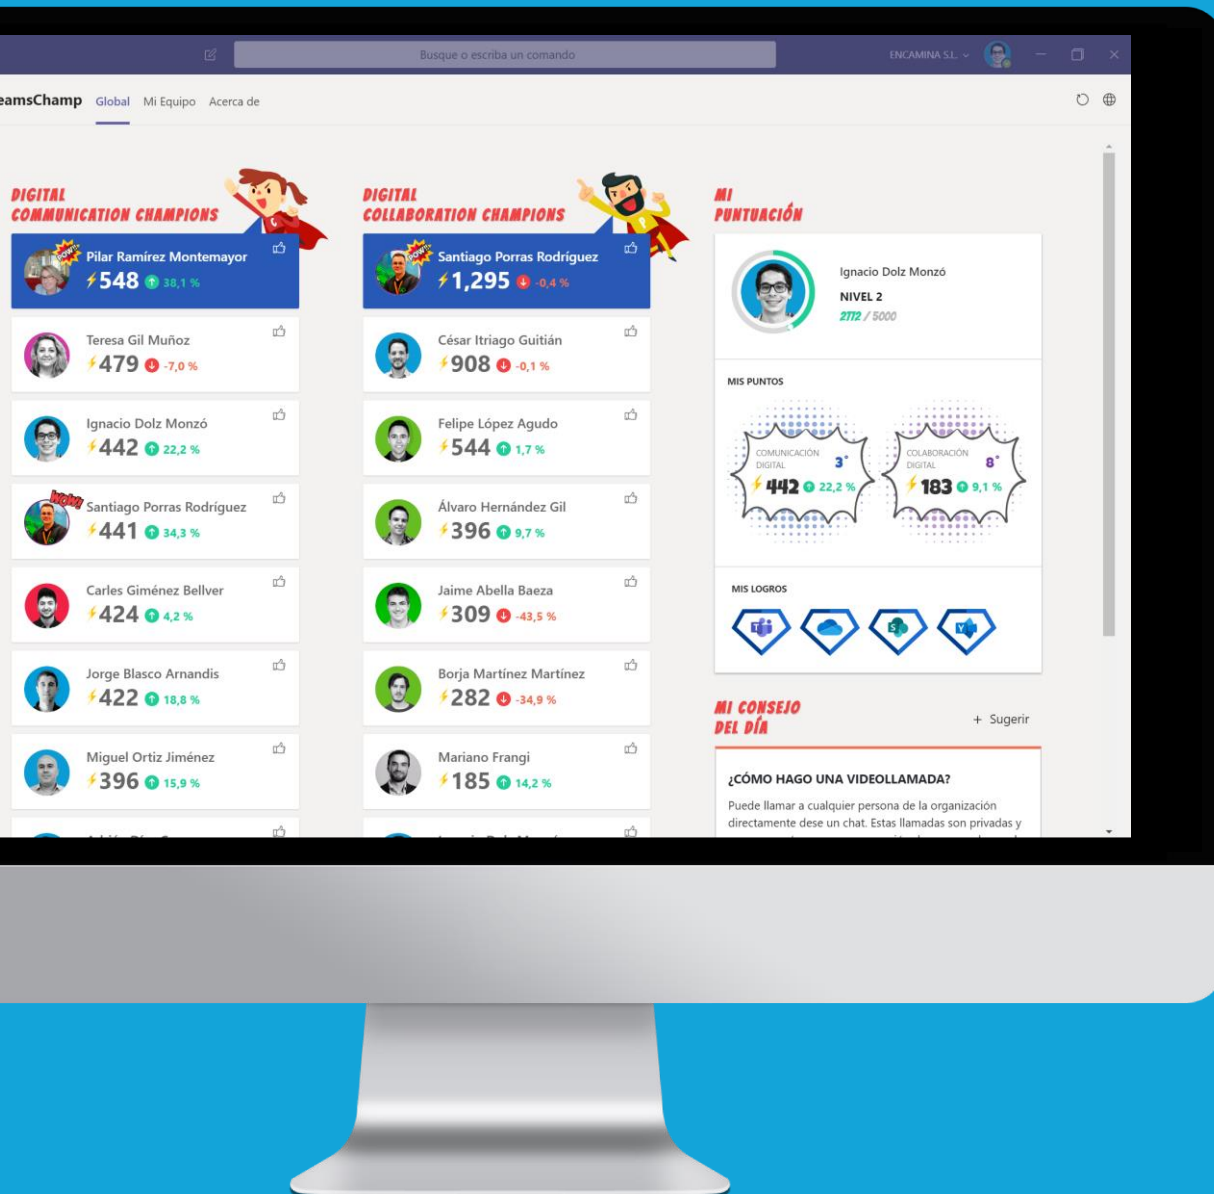 Busque o escriba un comando
ENCAMINA S.L.
eamsChamp Global Mi Equipo Acerca de
DIGITAL
COMMUNICATION CHAMPIONS
POW!!
Pilar Ramírez Montemayor
548 38,1 %
Teresa Gil Muñoz
479 -7,0 %
Ignacio Dolz Monzó
442 22,2 %
WOW!
Santiago Porras Rodríguez
441 34,3 %
Carles Giménez Bellver
424 4,2 %
Jorge Blasco Arnandis
422 18,8 %
Miguel Ortiz Jiménez
396 15,9 %
DIGITAL
COLLABORATION CHAMPIONS
POW!!
Santiago Porras Rodríguez
1,295 -0,4 %
César Itriago Guitián
908 -0,1 %
Felipe López Agudo
544 1,7 %
Álvaro Hernández Gil
396 9,7 %
Jaime Abella Baeza
309 -43,5 %
Borja Martínez Martínez
282 -34,9 %
Mariano Frangi
185 14,2 %
MI
PUNTUACIÓN
Ignacio Dolz Monzó
NIVEL 2
2772 / 5000
MIS PUNTOS
COMUNICACIÓN
DIGITAL 3°
442 22,2 %
COLABORACIÓN
DIGITAL 8°
183 9,1 %
MIS LOGROS
MI CONSEJO
DEL DÍA
+ Sugerir
¿CÓMO HAGO UNA VIDEOLLAMADA?
Puede llamar a cualquier persona de la organización
directamente dese un chat. Estas llamadas son privadas y